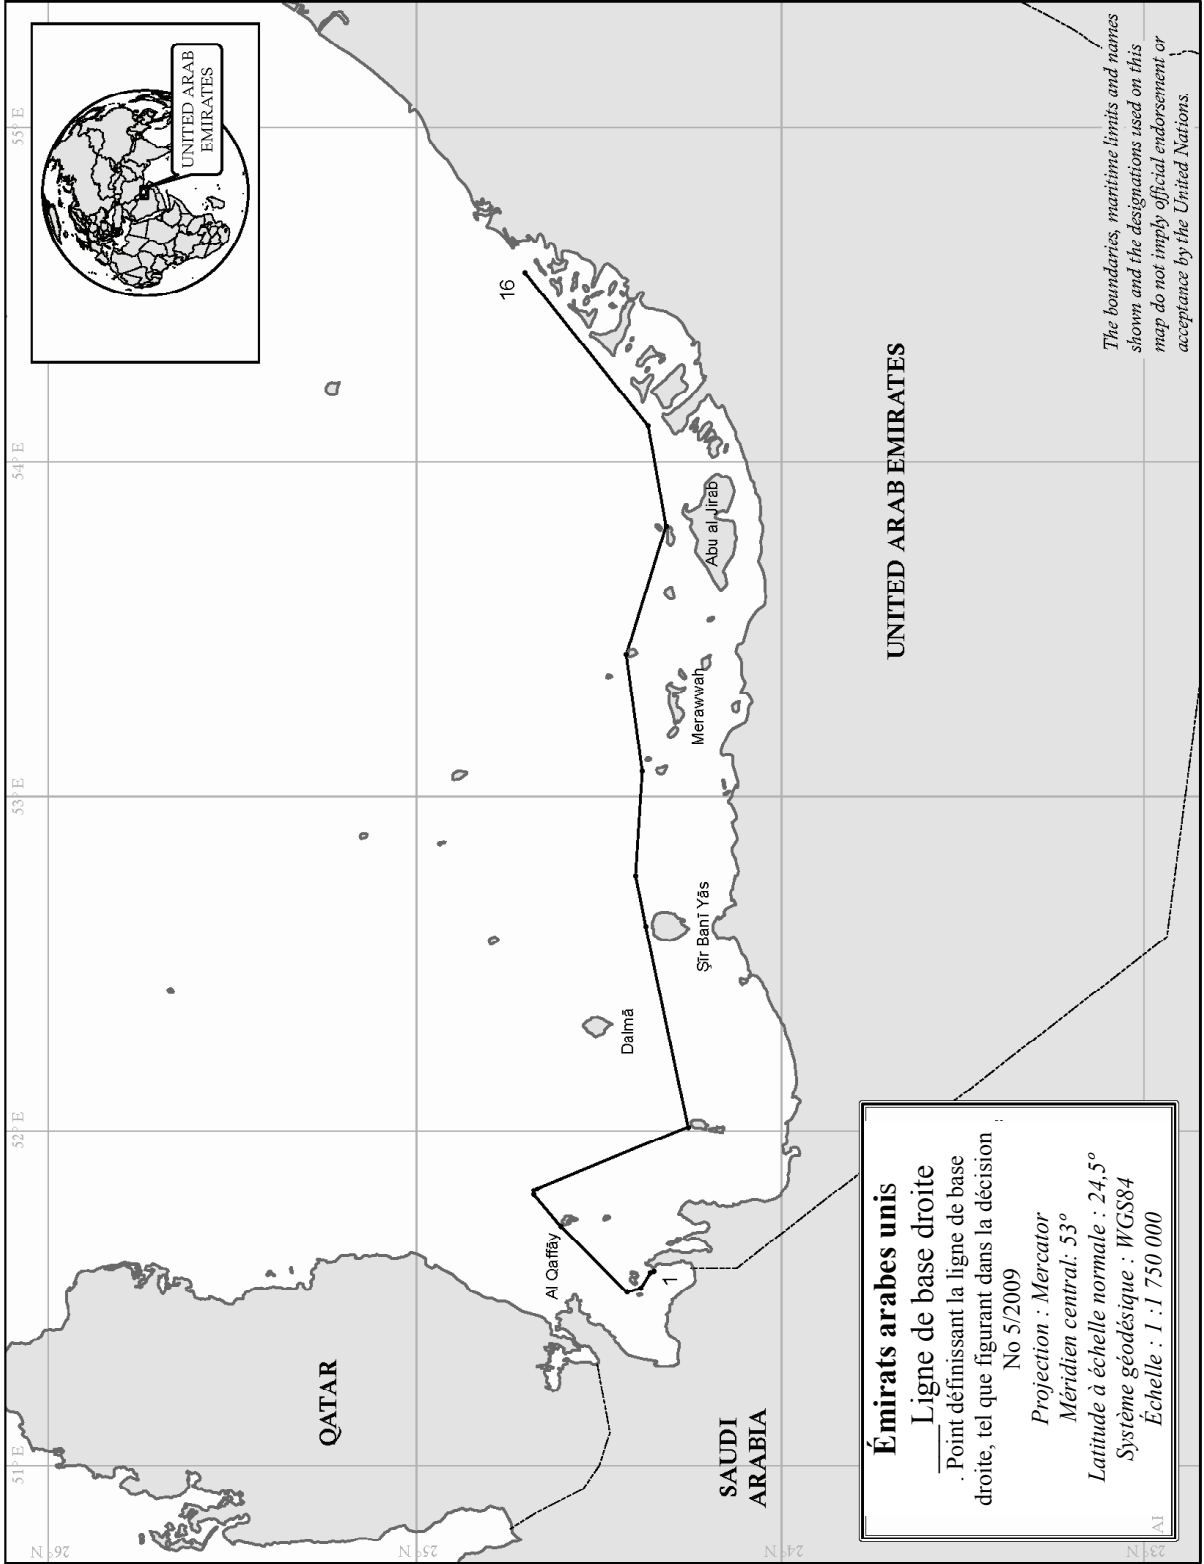 UNITED ARAB
EMIRATES
51° E
52° E
53° E
54° E
55° E
26° N
25° N
24° N
23° N
QATAR
SAUDI
ARABIA
UNITED ARAB EMIRATES
Al Qaffāy
Dalmā
Şīr Banī Yās
Merawwah
Abu al Jirab
1
16
Émirats arabes unis
Ligne de base droite
. Point définissant la ligne de base
droite, tel que figurant dans la décision
No 5/2009
Projection : Mercator
Méridien central: 53°
Latitude à échelle normale : 24,5°
Système géodésique : WGS84
Échelle : 1 :1 750 000
AI
The boundaries, maritime limits and names
shown and the designations used on this
map do not imply official endorsement or
acceptance by the United Nations.